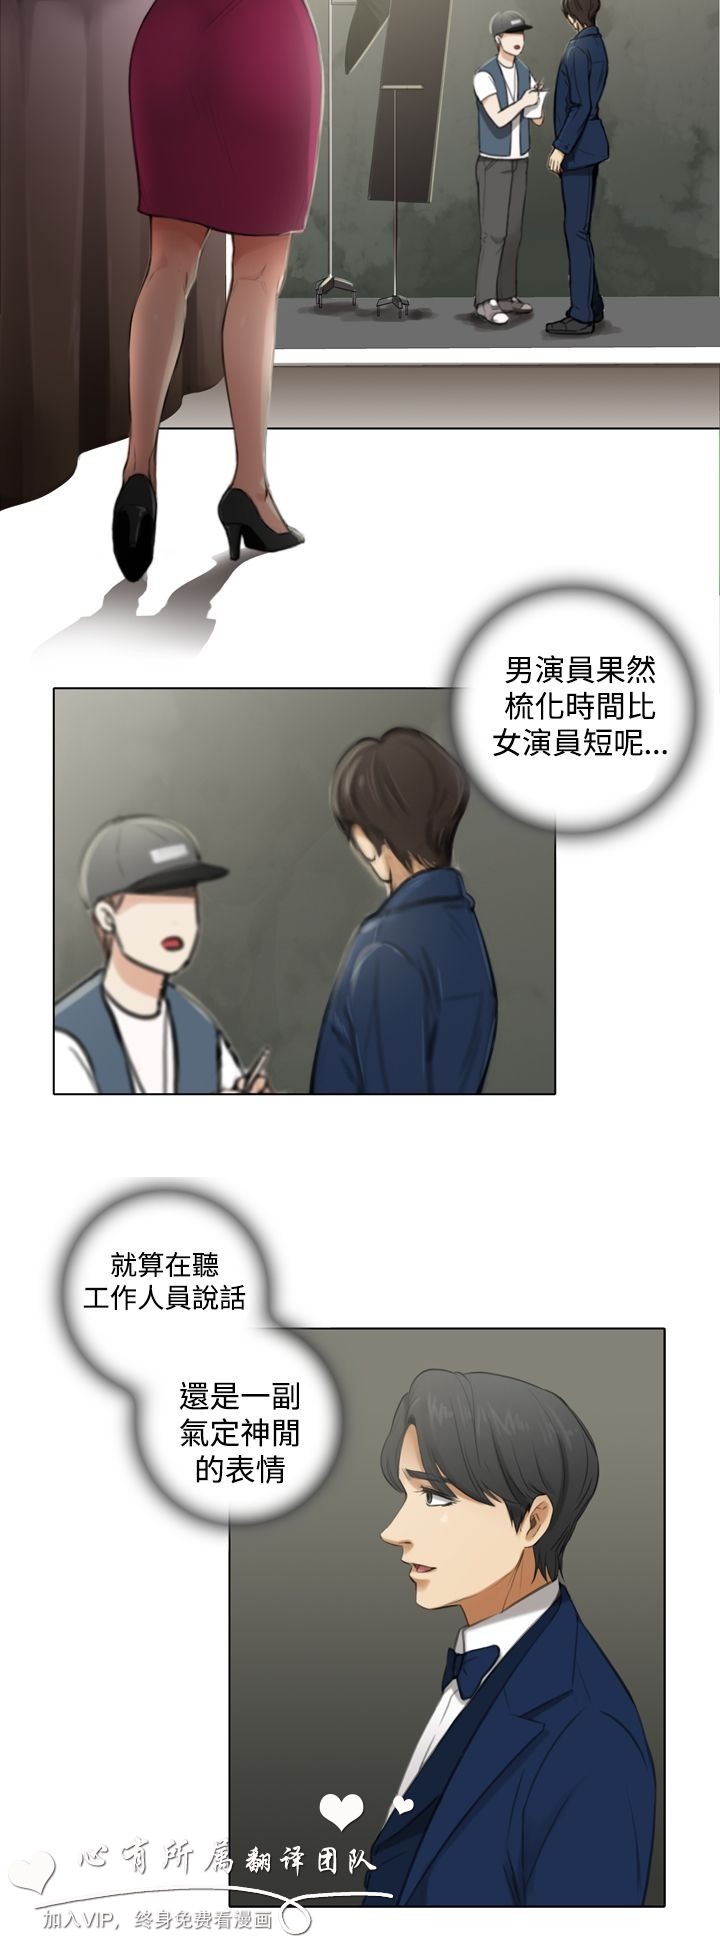 男演員果然
梳化時間比
女演員短呢...
就算在聽
工作人員說話
還是一副
氣定神閒
的表情
心有所属翻译团队
加入VIP，终身免费看漫画